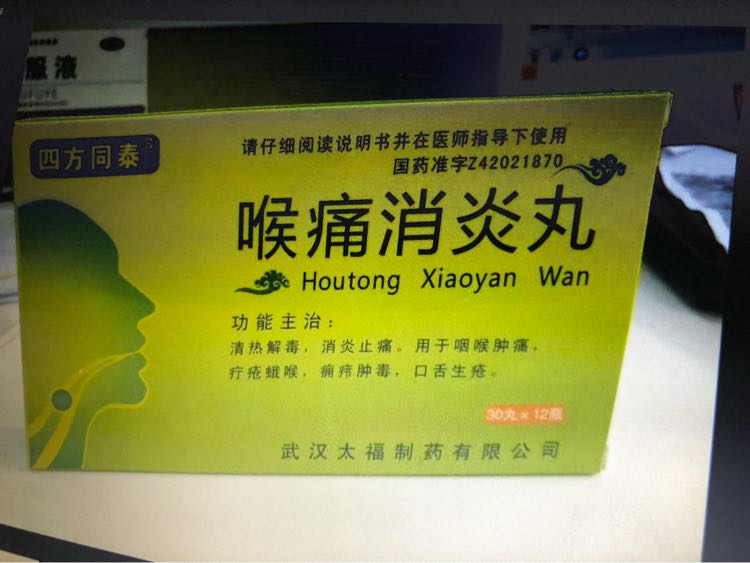 服液
FUYE
四方同泰
请仔细阅读说明书并在医师指导下使用
国药准字Z42021870
喉痛消炎丸
Houtong Xiaoyan Wan
功能主治：
清热解毒，消炎止痛。用于咽喉肿痛，
疔疮蛾喉，痈疖肿毒，口舌生疮。
30丸×12瓶
武汉太福制药有限公司